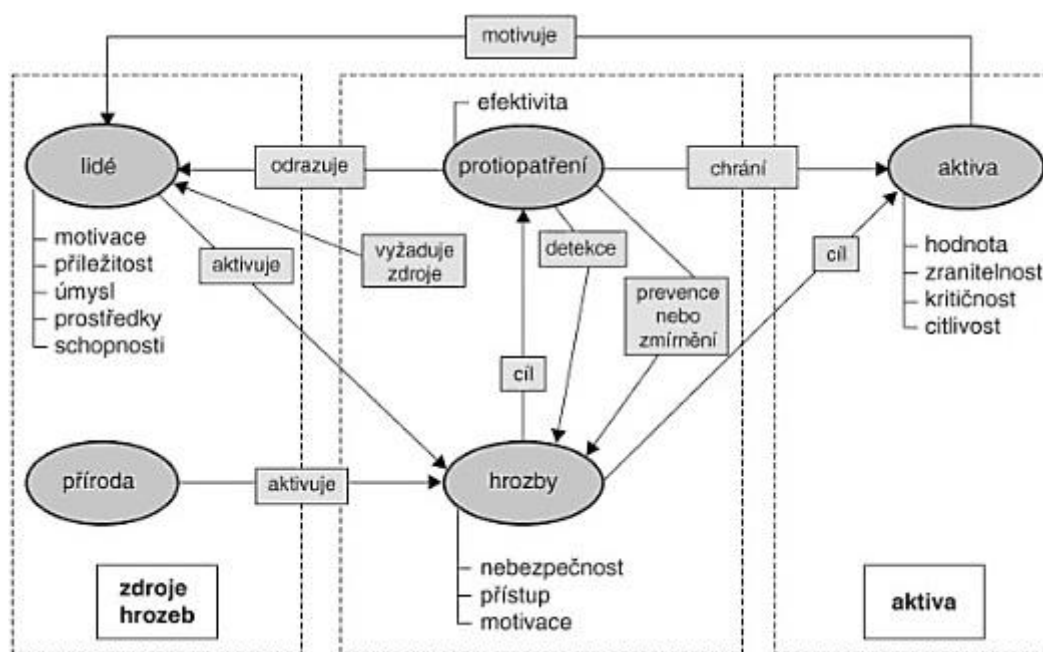 motivuje
efektivita
lidé
odrazuje
protiopatření
chrání
aktiva
motivace
příležitost
úmysl
prostředky
schopnosti
aktivuje
vyžaduje
zdroje
detekce
prevence
nebo
zmírnění
cíl
hodnota
zranitelnost
kritičnost
citlivost
cíl
příroda
aktivuje
hrozby
nebezpečnost
přístup
motivace
zdroje
hrozeb
aktiva